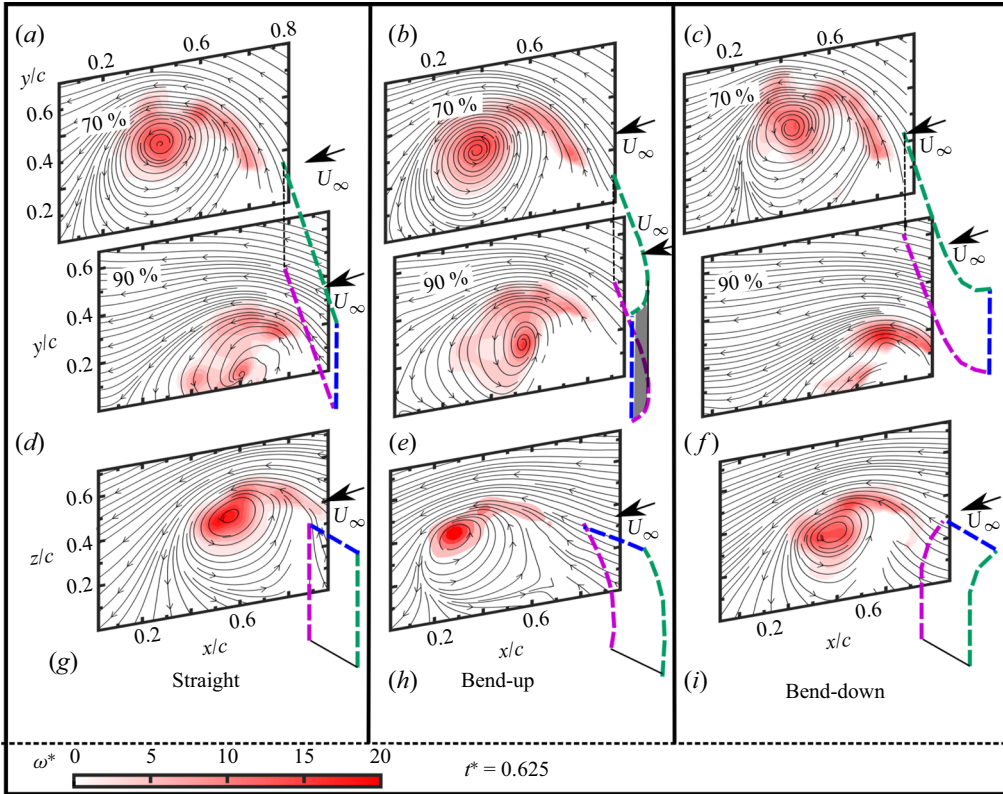 (a)
(b)
(c)
0.2 0.6 0.8
0.2 0.6
0.2 0.6
y/c
0.6
0.4
0.2
70 %
70 %
70 %
U∞
U∞
U∞
y/c
0.6
0.4
0.2
90 %
90 %
90 %
U∞
U∞
U∞
(d)
(e)
(f)
z/c
0.6
0.4
0.2
U∞
U∞
U∞
0.2 0.6
0.2 0.6
0.2 0.6
x/c
x/c
x/c
(g)
(h)
(i)
Straight
Bend-up
Bend-down
ω* 0 5 10 15 20
t* = 0.625